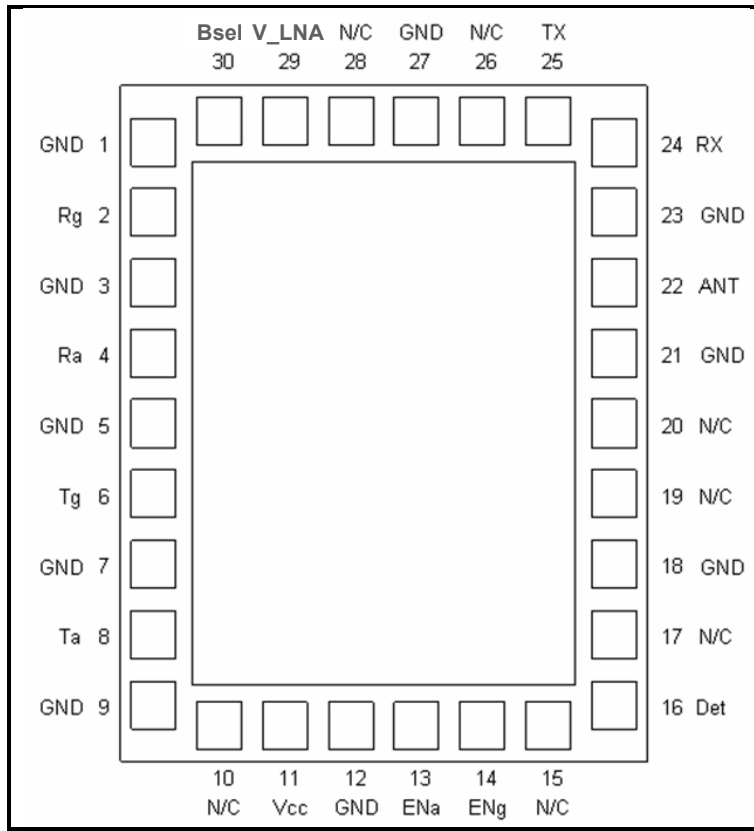 Bsel V_LNA N/C GND N/C TX
30 29 28 27 26 25
GND 1 24 RX
Rg 2 23 GND
GND 3 22 ANT
Ra 4 21 GND
GND 5 20 N/C
Tg 6 19 N/C
GND 7 18 GND
Ta 8 17 N/C
GND 9 16 Det
10 11 12 13 14 15
N/C Vcc GND ENa ENg N/C